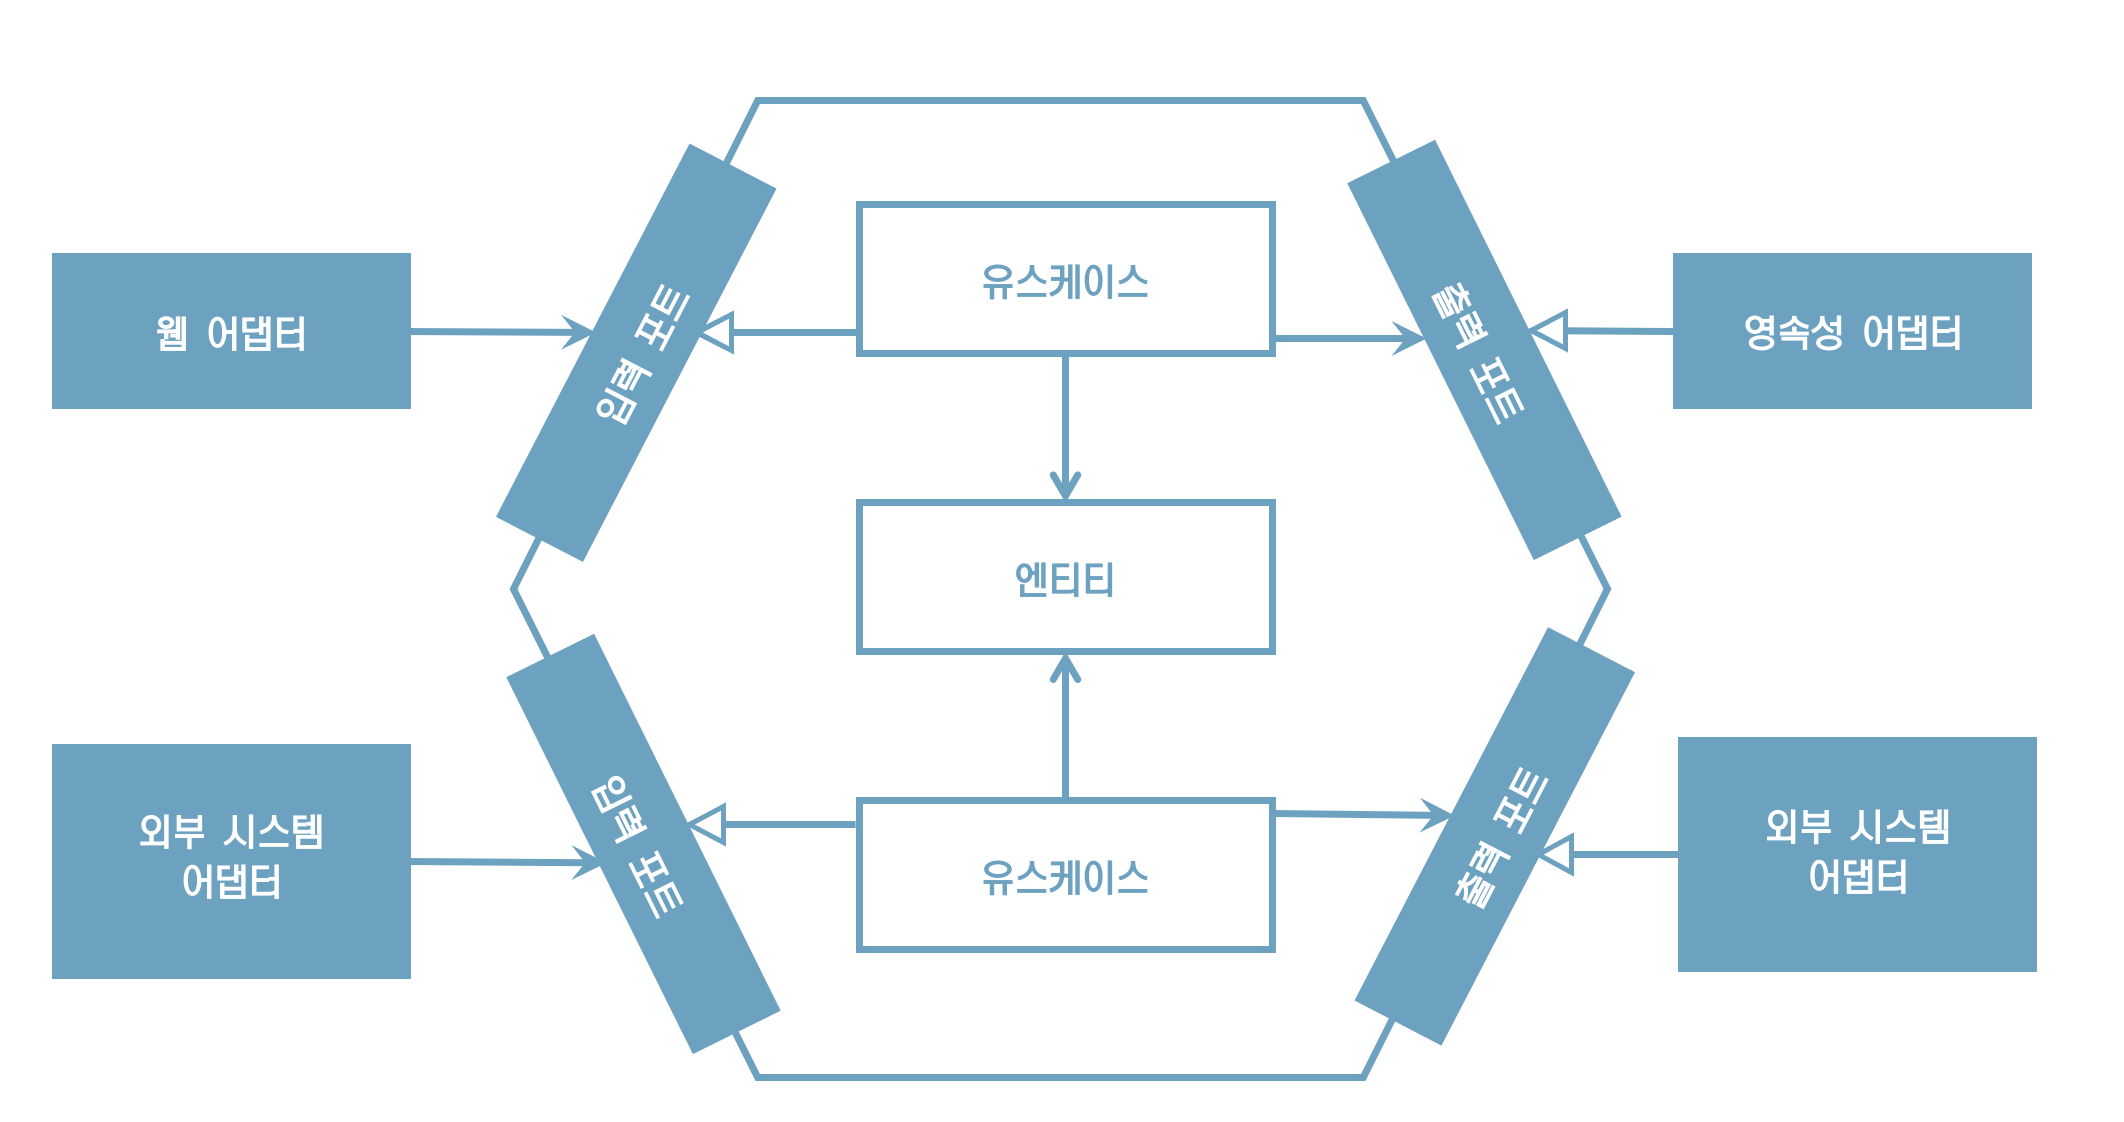 유스케이스
입력 포트
출력 포트
웹 어댑터
영속성 어댑터
엔티티
입력 포트
출력 포트
외부 시스템
어댑터
유스케이스
외부 시스템
어댑터